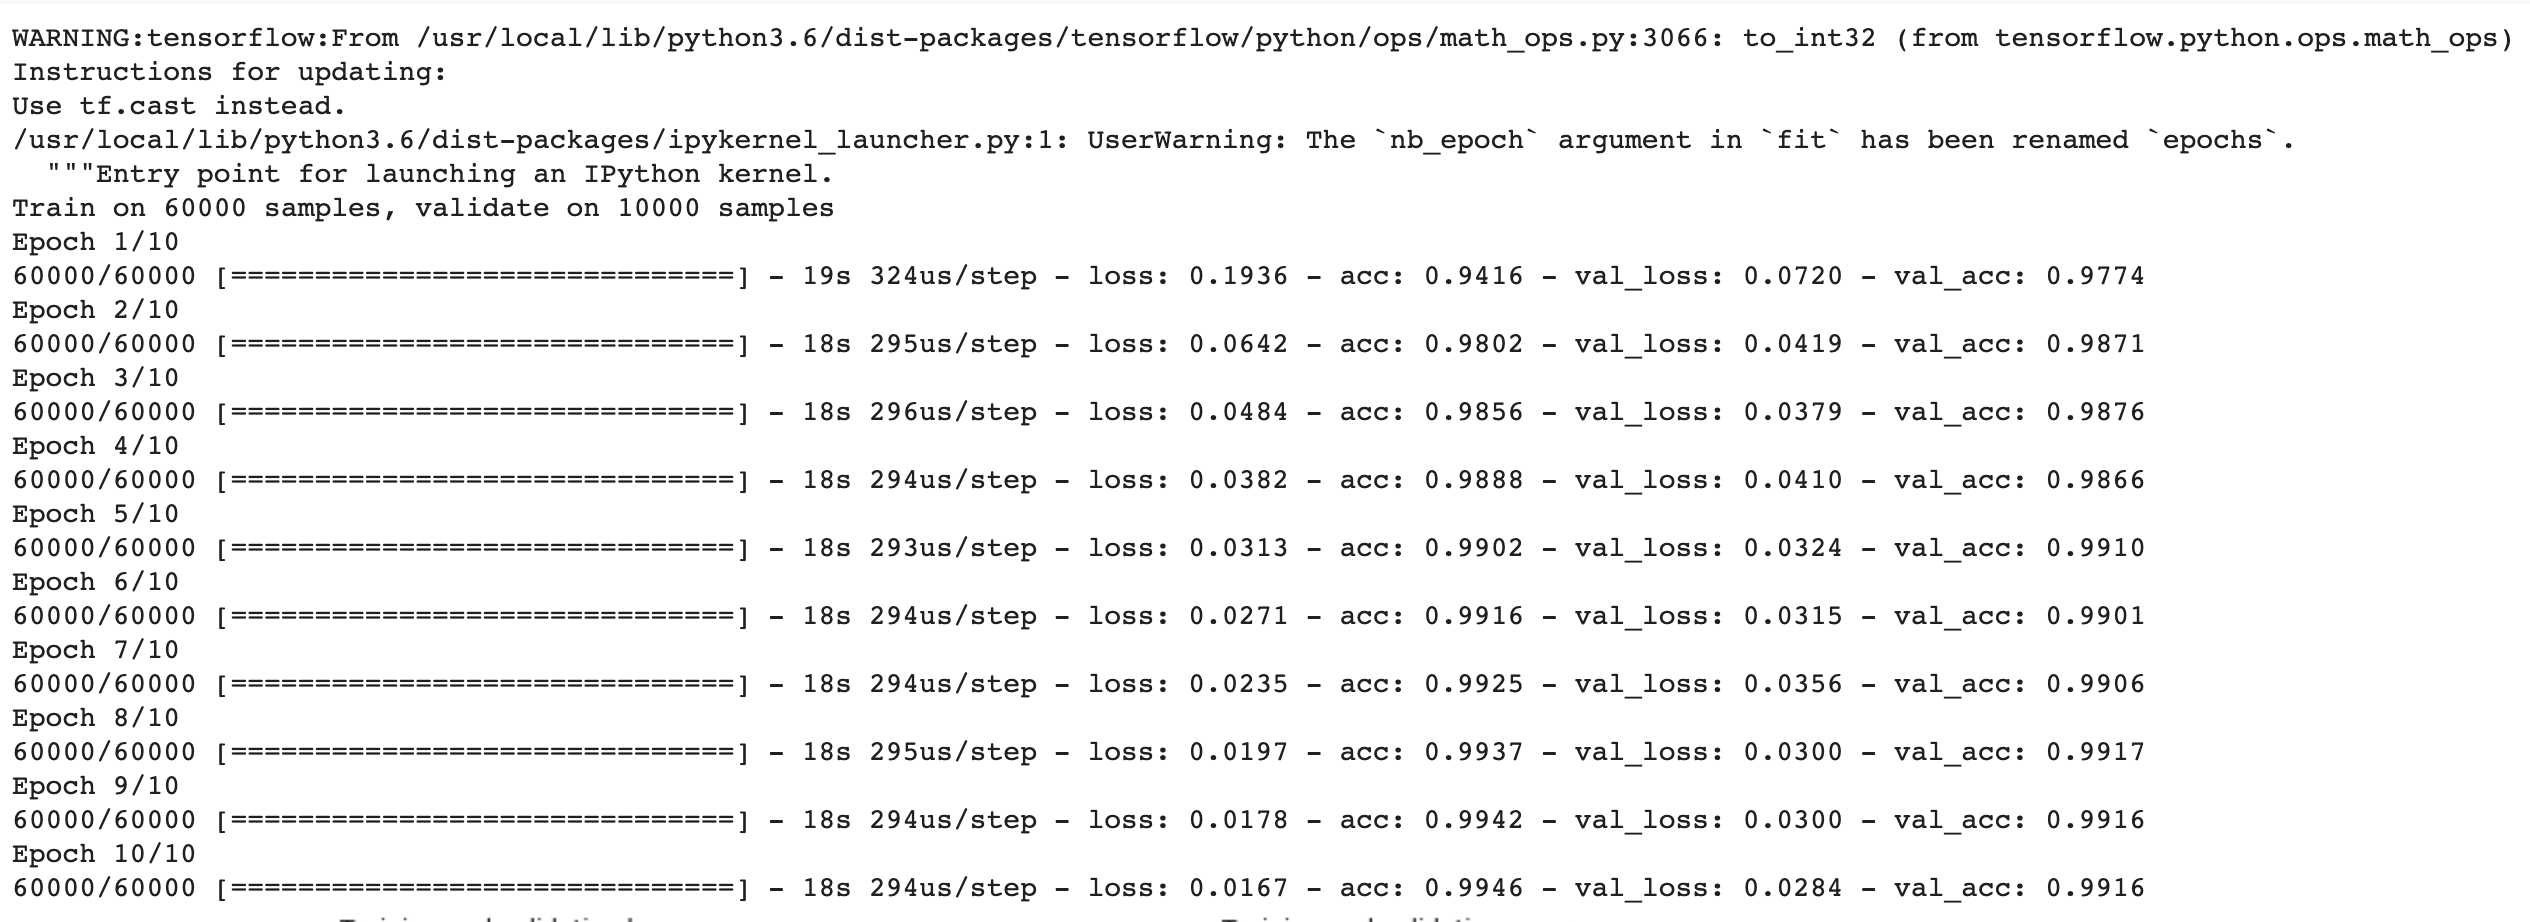 WARNING:tensorflow:From /usr/local/lib/python3.6/dist-packages/tensorflow/python/ops/math_ops.py:3066: to_int32 (from tensorflow.python.ops.math_ops)
Instructions for updating:
Use tf.cast instead.
/usr/local/lib/python3.6/dist-packages/ipykernel_launcher.py:1: UserWarning: The `nb_epoch` argument in `fit` has been renamed `epochs`.
  """Entry point for launching an IPython kernel.
Train on 60000 samples, validate on 10000 samples
Epoch 1/10
60000/60000 [==============================] - 19s 324us/step - loss: 0.1936 - acc: 0.9416 - val_loss: 0.0720 - val_acc: 0.9774
Epoch 2/10
60000/60000 [==============================] - 18s 295us/step - loss: 0.0642 - acc: 0.9802 - val_loss: 0.0419 - val_acc: 0.9871
Epoch 3/10
60000/60000 [==============================] - 18s 296us/step - loss: 0.0484 - acc: 0.9856 - val_loss: 0.0379 - val_acc: 0.9876
Epoch 4/10
60000/60000 [==============================] - 18s 294us/step - loss: 0.0382 - acc: 0.9888 - val_loss: 0.0410 - val_acc: 0.9866
Epoch 5/10
60000/60000 [==============================] - 18s 293us/step - loss: 0.0313 - acc: 0.9902 - val_loss: 0.0324 - val_acc: 0.9910
Epoch 6/10
60000/60000 [==============================] - 18s 294us/step - loss: 0.0271 - acc: 0.9916 - val_loss: 0.0315 - val_acc: 0.9901
Epoch 7/10
60000/60000 [==============================] - 18s 294us/step - loss: 0.0235 - acc: 0.9925 - val_loss: 0.0356 - val_acc: 0.9906
Epoch 8/10
60000/60000 [==============================] - 18s 295us/step - loss: 0.0197 - acc: 0.9937 - val_loss: 0.0300 - val_acc: 0.9917
Epoch 9/10
60000/60000 [==============================] - 18s 294us/step - loss: 0.0178 - acc: 0.9942 - val_loss: 0.0300 - val_acc: 0.9916
Epoch 10/10
60000/60000 [==============================] - 18s 294us/step - loss: 0.0167 - acc: 0.9946 - val_loss: 0.0284 - val_acc: 0.9916